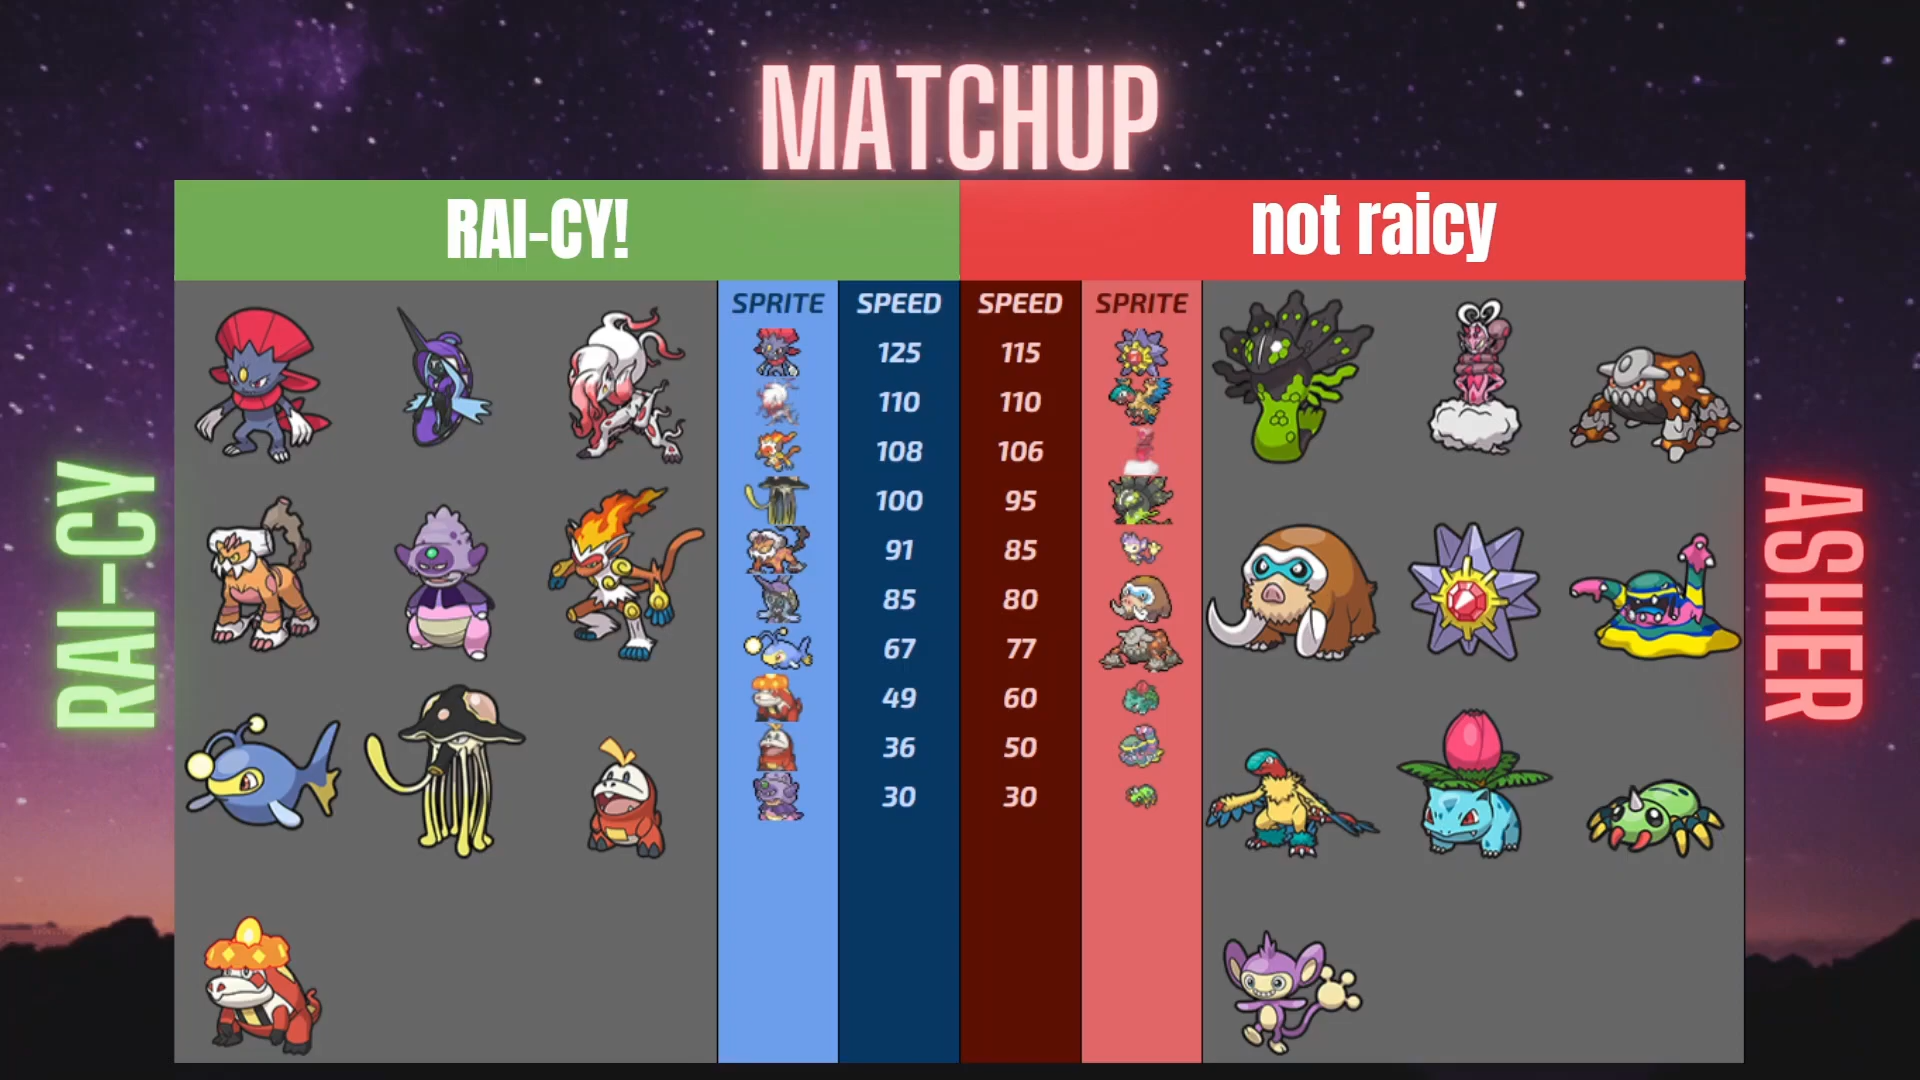 MATCHUP
RAI-CY! not raicy
SPRITE SPEED SPEED SPRITE
125 115
110 110
108 106
100 95
91 85
85 80
67 77
49 60
36 50
30 30
RAI-CY
ASHER